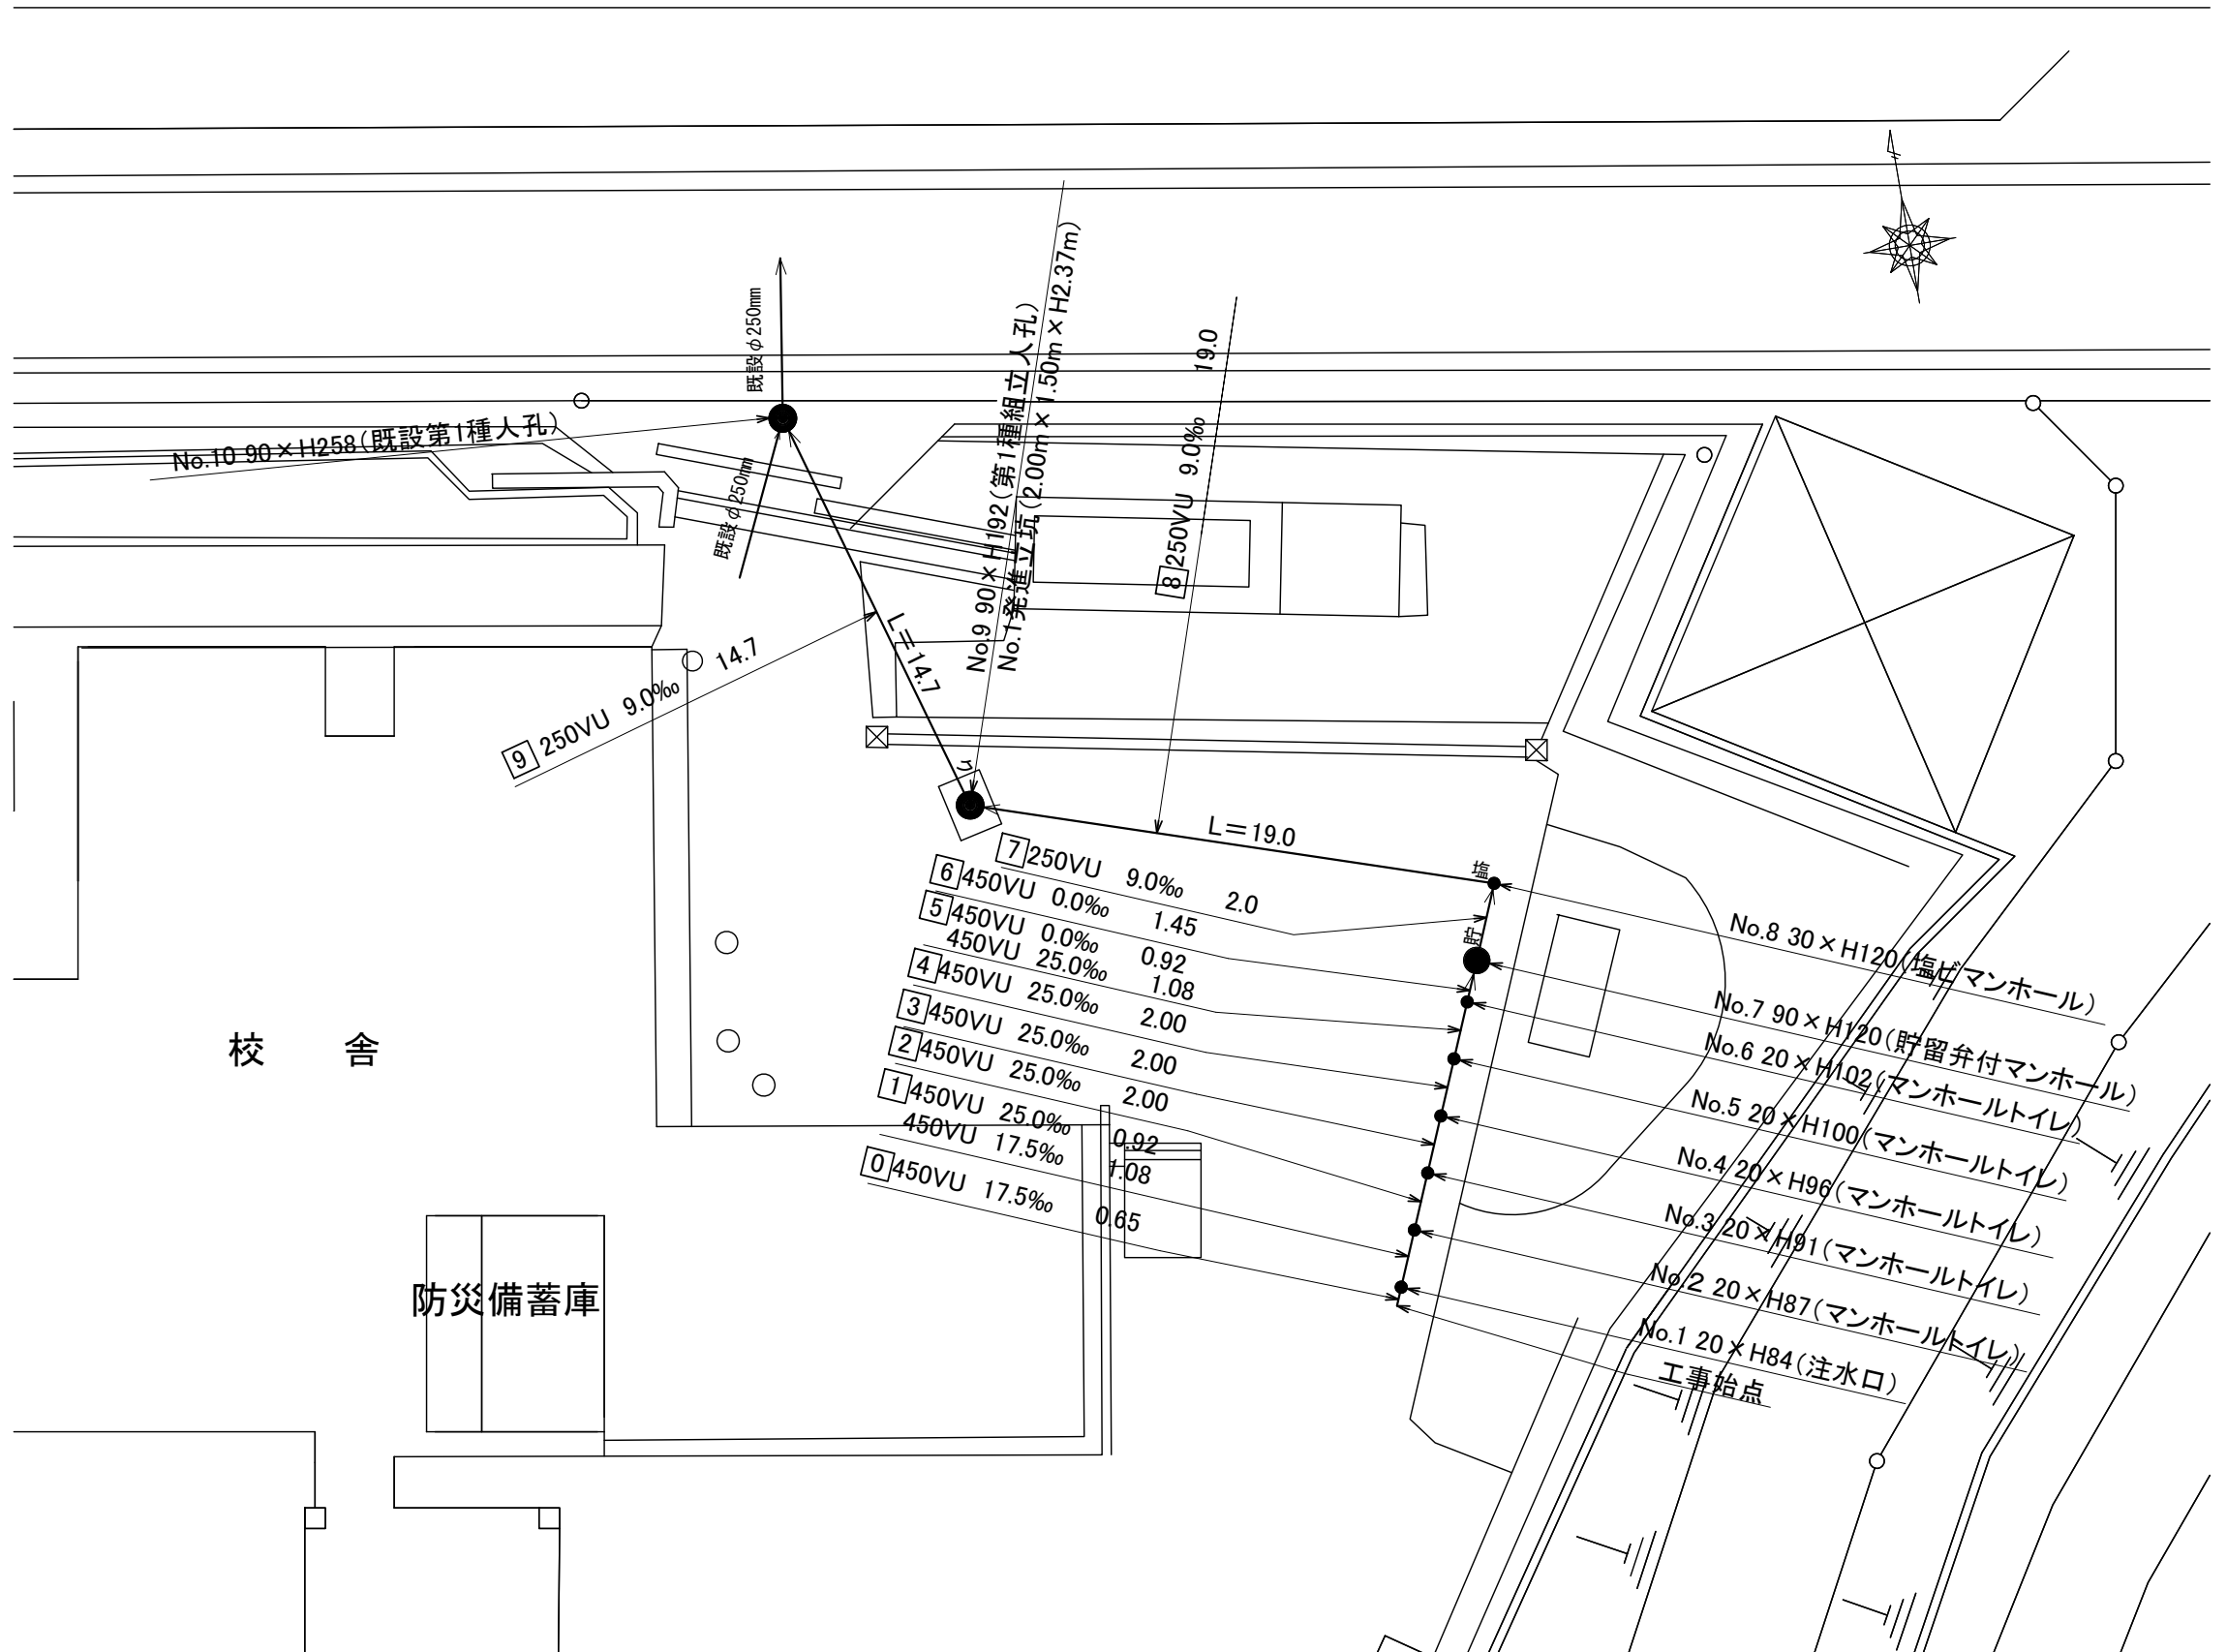 既設φ250mm
19.0
No.10 90×H258(既設第1種人孔)
既設φ250mm
No.9 90×H192(第1種組立人孔)
No.1発進立坑(2.00m×1.50m×H2.37m)
8 250VU 9.0‰
L=14.7
9 250VU 9.0‰ 14.7
ク
L=19.0
塩
貯
7 250VU 9.0‰ 2.0
6 450VU 0.0‰ 1.45
5 450VU 0.0‰ 0.92
450VU 25.0‰ 1.08
4 450VU 25.0‰ 2.00
3 450VU 25.0‰ 2.00
2 450VU 25.0‰ 2.00
1 450VU 25.0‰ 0.92
450VU 17.5‰ 1.08
0 450VU 17.5‰ 0.65
No.8 30×H120(塩ビマンホール)
No.7 90×H120(貯留弁付マンホール)
No.6 20×H102(マンホールトイレ)
No.5 20×H100(マンホールトイレ)
No.4 20×H96(マンホールトイレ)
No.3 20×H91(マンホールトイレ)
No.2 20×H87(マンホールトイレ)
No.1 20×H84(注水口)
工事始点
校 舎
防災備蓄庫